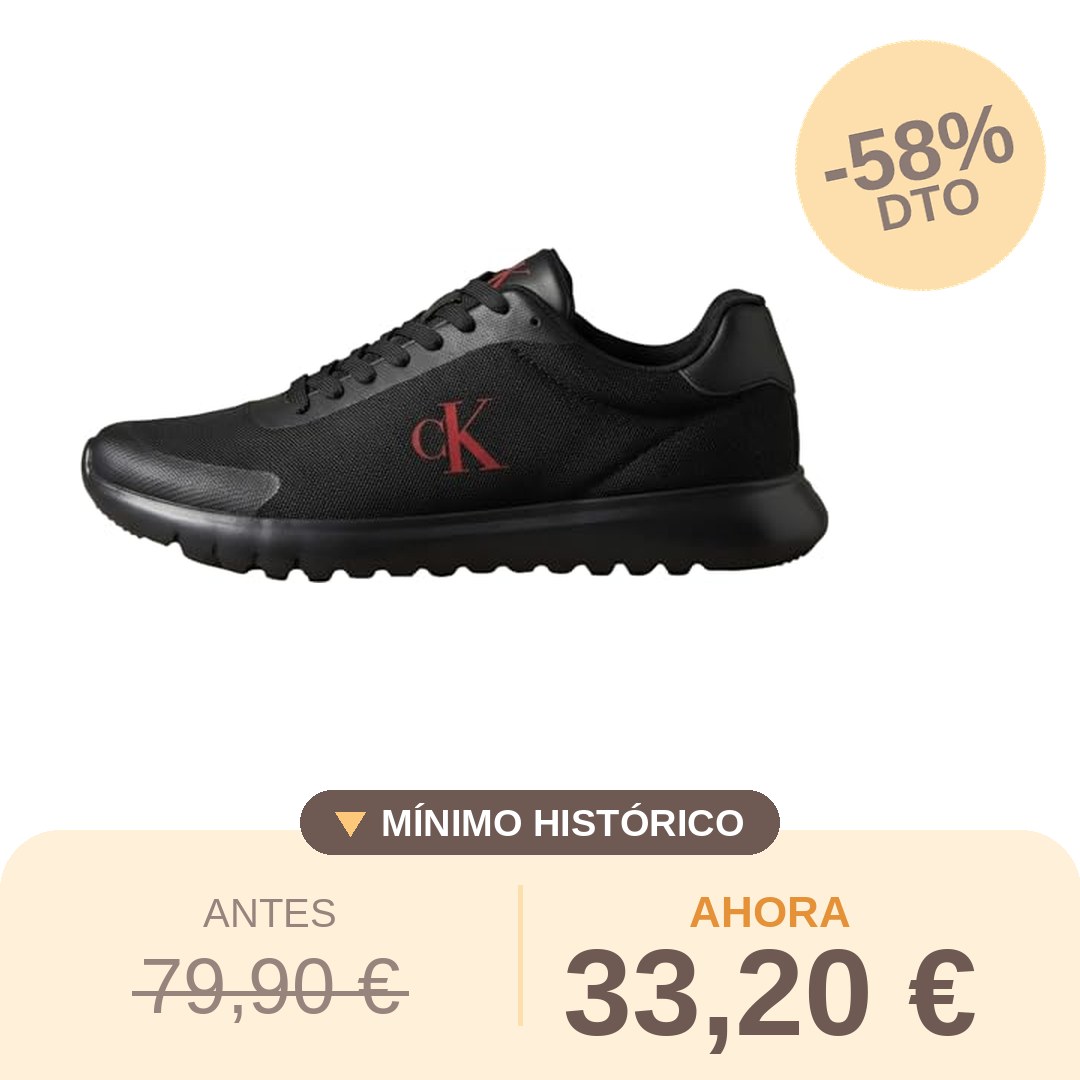 -58%
DTO
CK
MÍNIMO HISTÓRICO
ANTES
79,90 €
AHORA
33,20 €